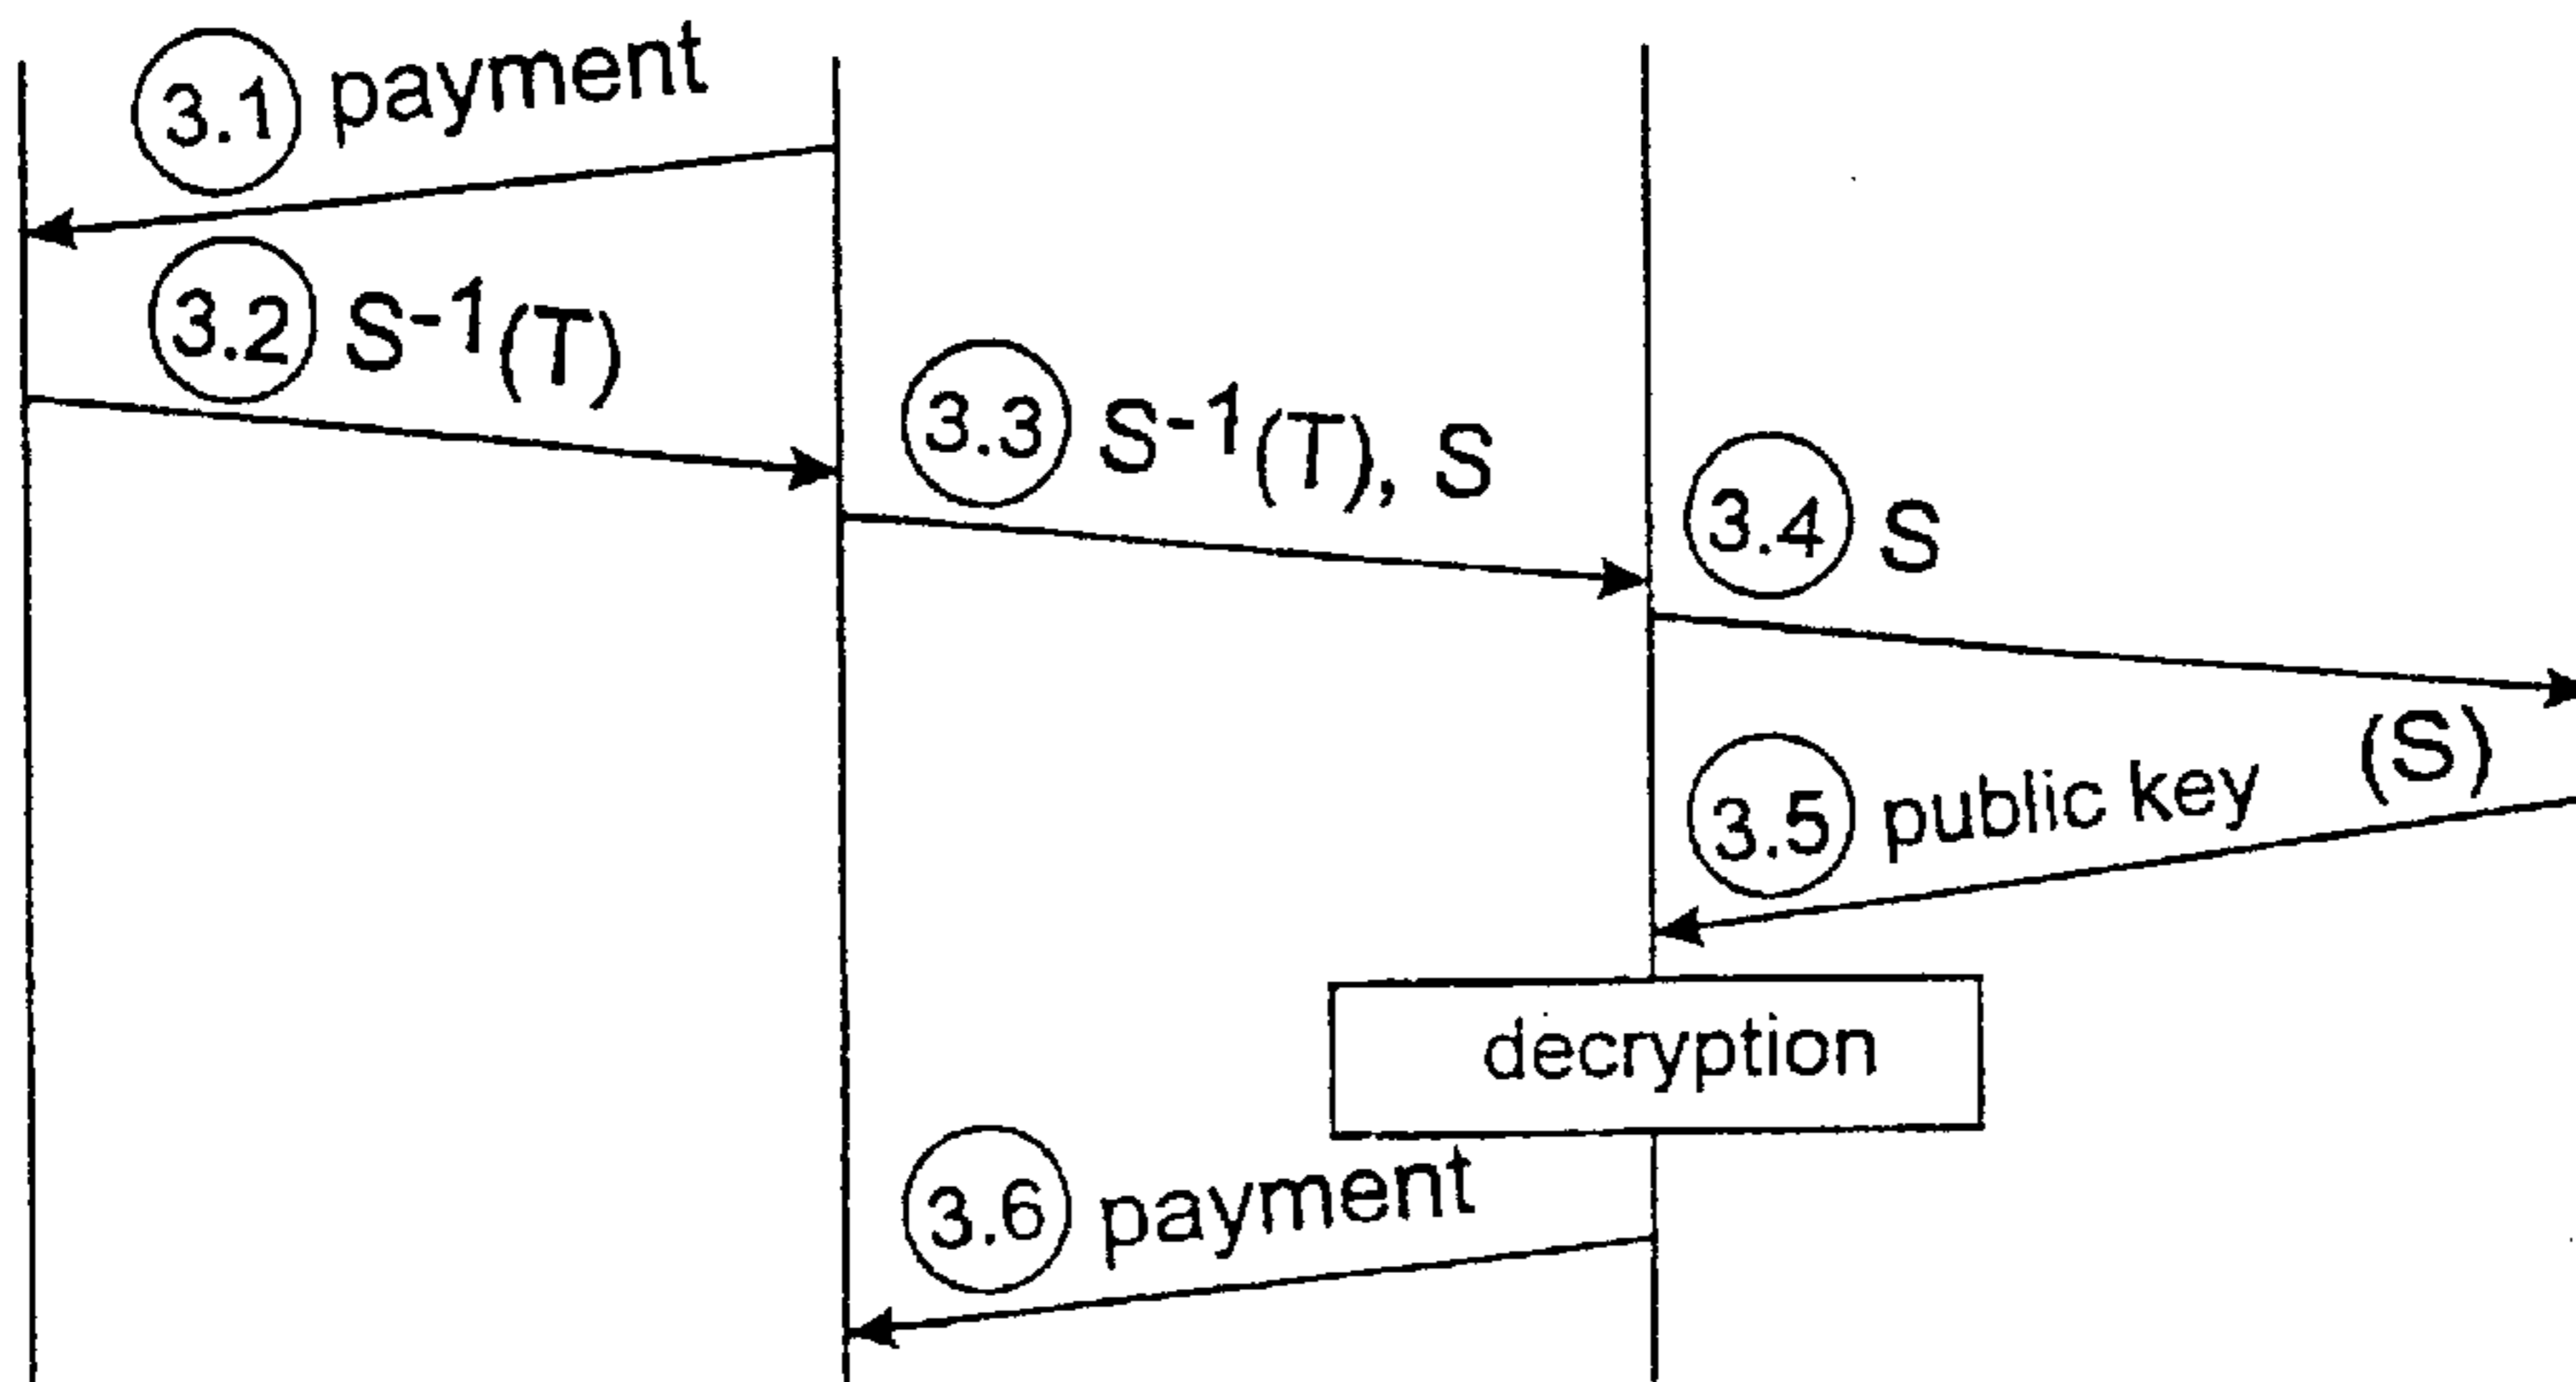 3.1 payment
3.2 S-1(T)
3.3 S-1(T), S
3.4 S
3.5 public key (S)
decryption
3.6 payment